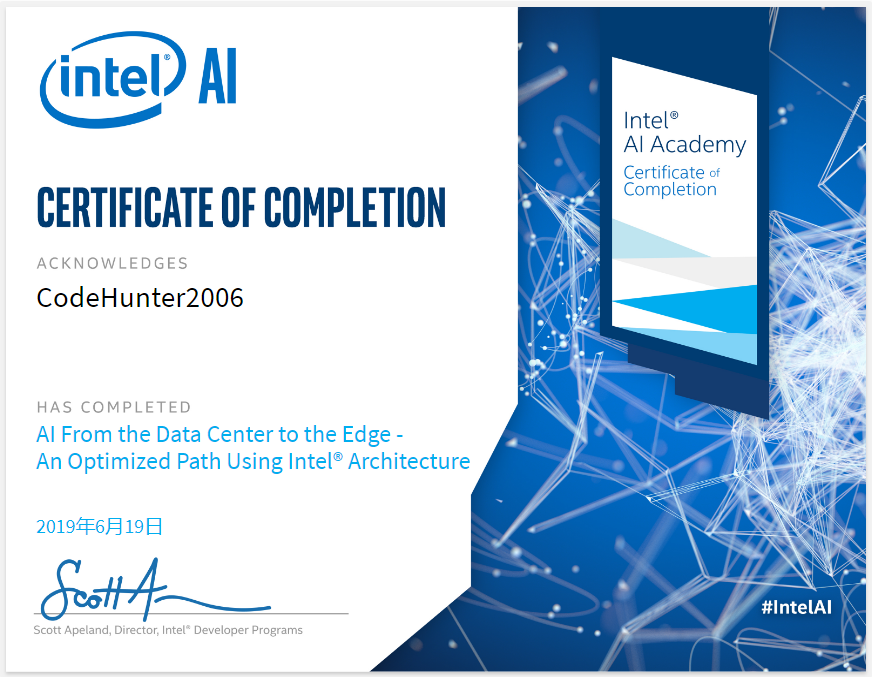 intel® AI
CERTIFICATE OF COMPLETION
ACKNOWLEDGES
CodeHunter2006
HAS COMPLETED
AI From the Data Center to the Edge -
An Optimized Path Using Intel® Architecture
2019年6月19日
Scott A
Scott Apeland, Director, Intel® Developer Programs
Intel®
AI Academy
Certificate of
Completion
#IntelAI